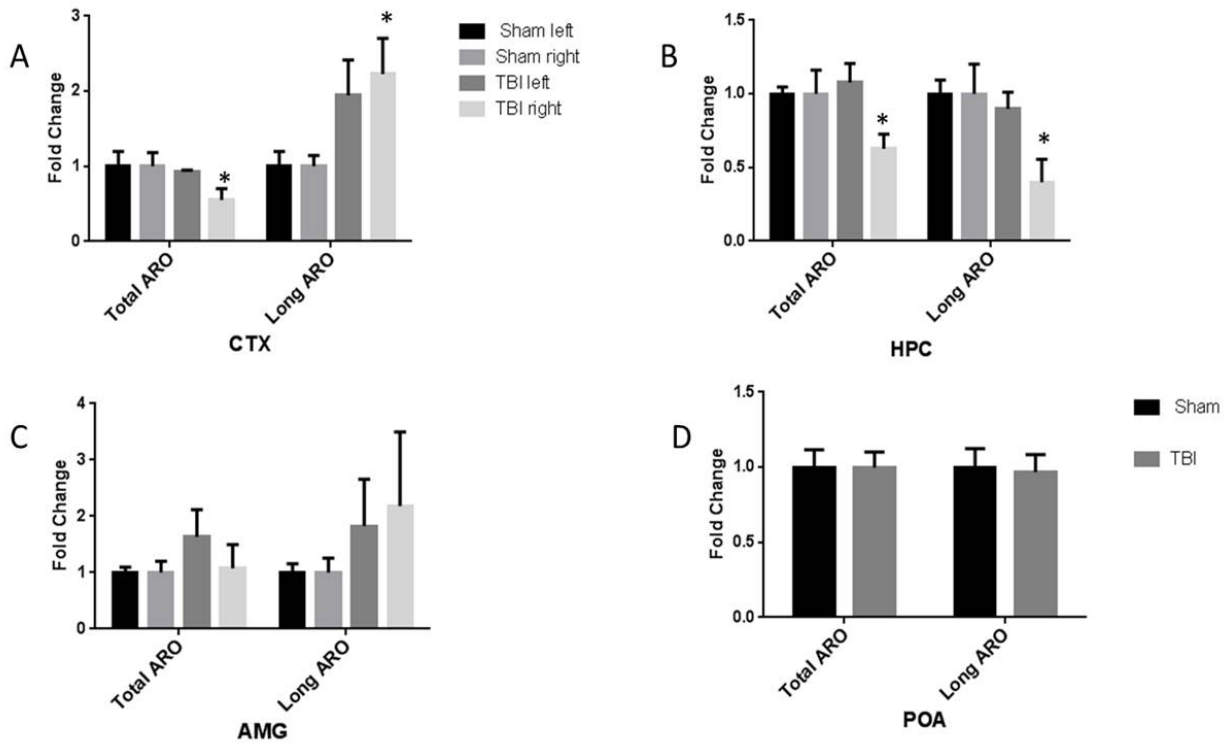 A
Fold Change
3
2
1
0
*
*
Total ARO
Long ARO
CTX
Sham left
Sham right
TBI left
TBI right
B
Fold Change
1.5
1.0
0.5
0.0
*
*
Total ARO
Long ARO
HPC
C
Fold Change
4
3
2
1
0
Total ARO
Long ARO
AMG
D
Fold Change
1.5
1.0
0.5
0.0
Total ARO
Long ARO
POA
Sham
TBI